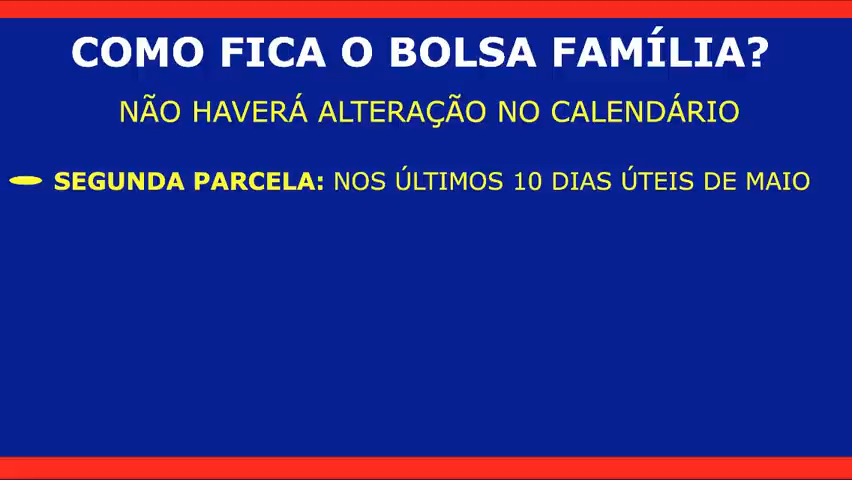 COMO FICA O BOLSA FAMÍLIA?
NÃO HAVERÁ ALTERAÇÃO NO CALENDÁRIO
SEGUNDA PARCELA: NOS ÚLTIMOS 10 DIAS ÚTEIS DE MAIO